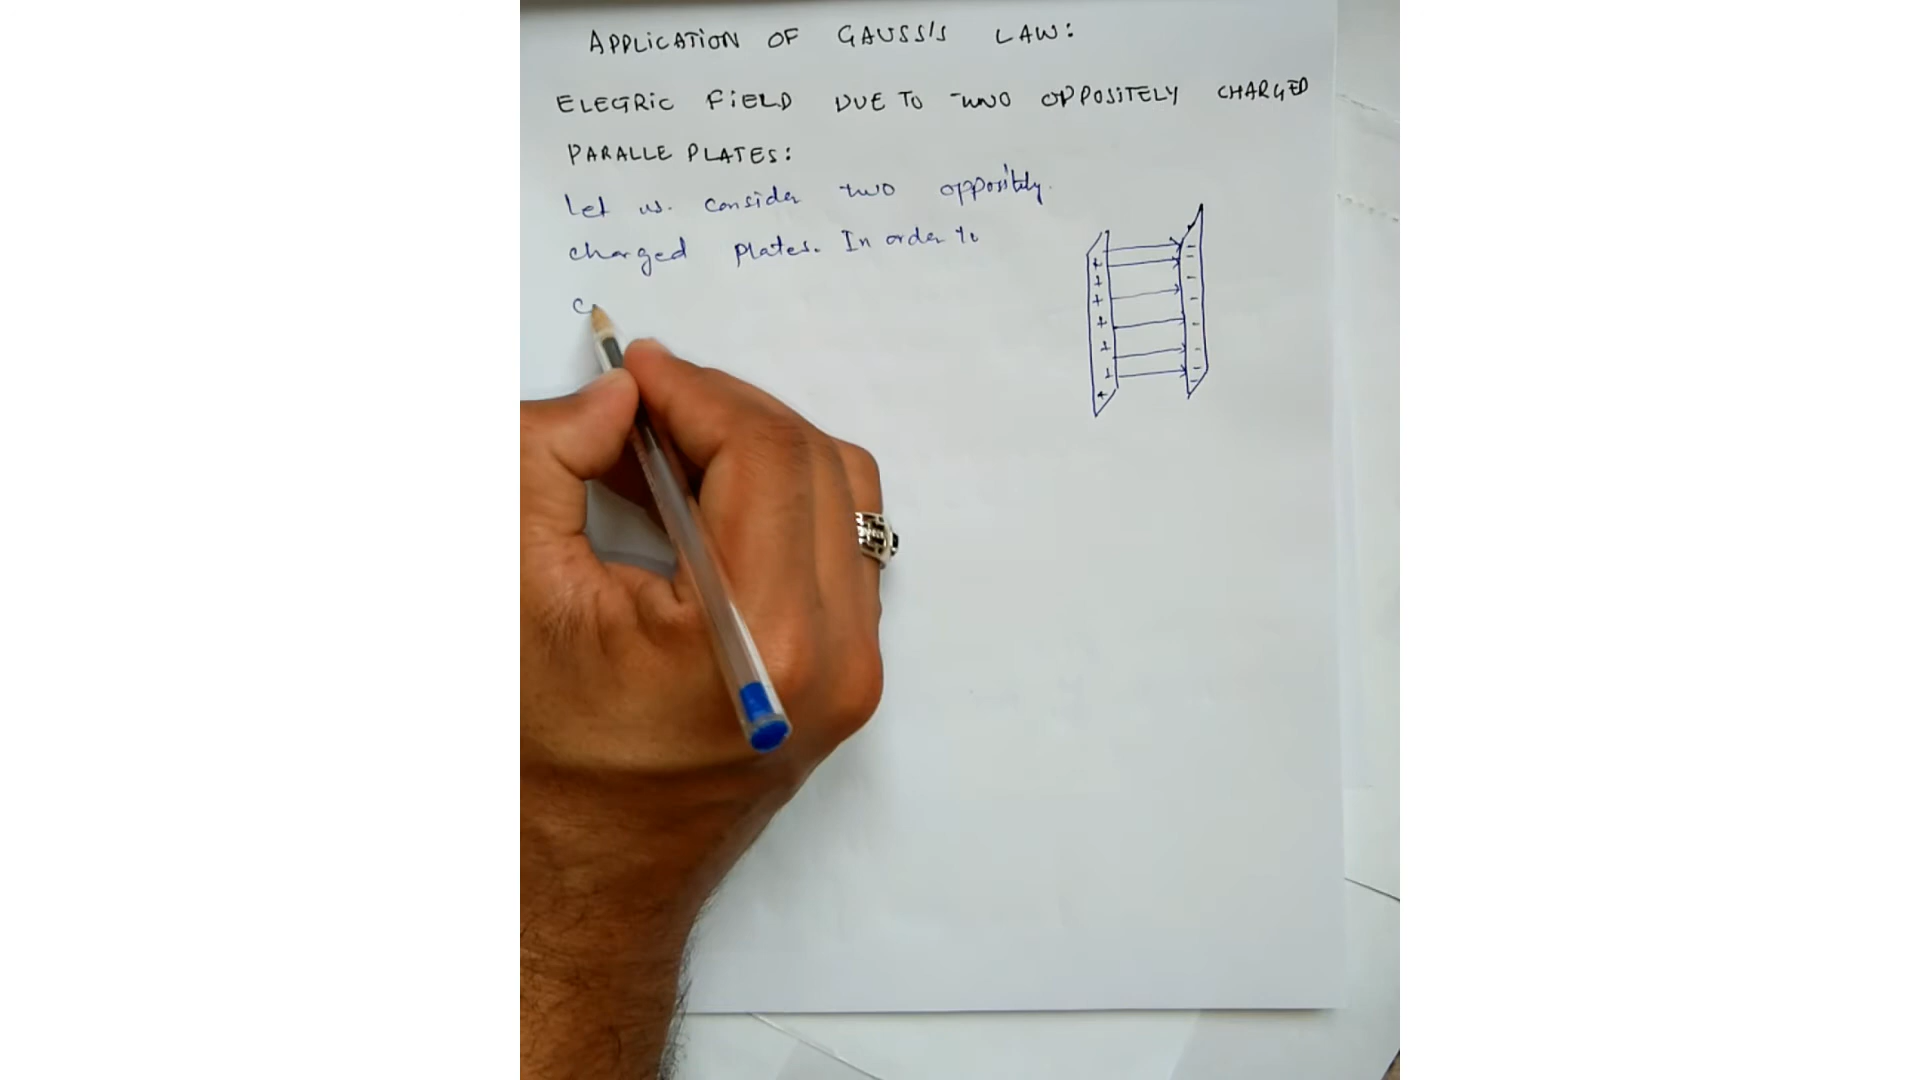 APPLiCATiON OF GAUSS'S LAW:
ELECTRiC FiELD DUE TO TWO OPPOSiTELY CHARGED
PARALLE PLATES:
Let us. consider two oppositely.
charged plates. In order to
c
+ + + + + + +
- - - - - - - -